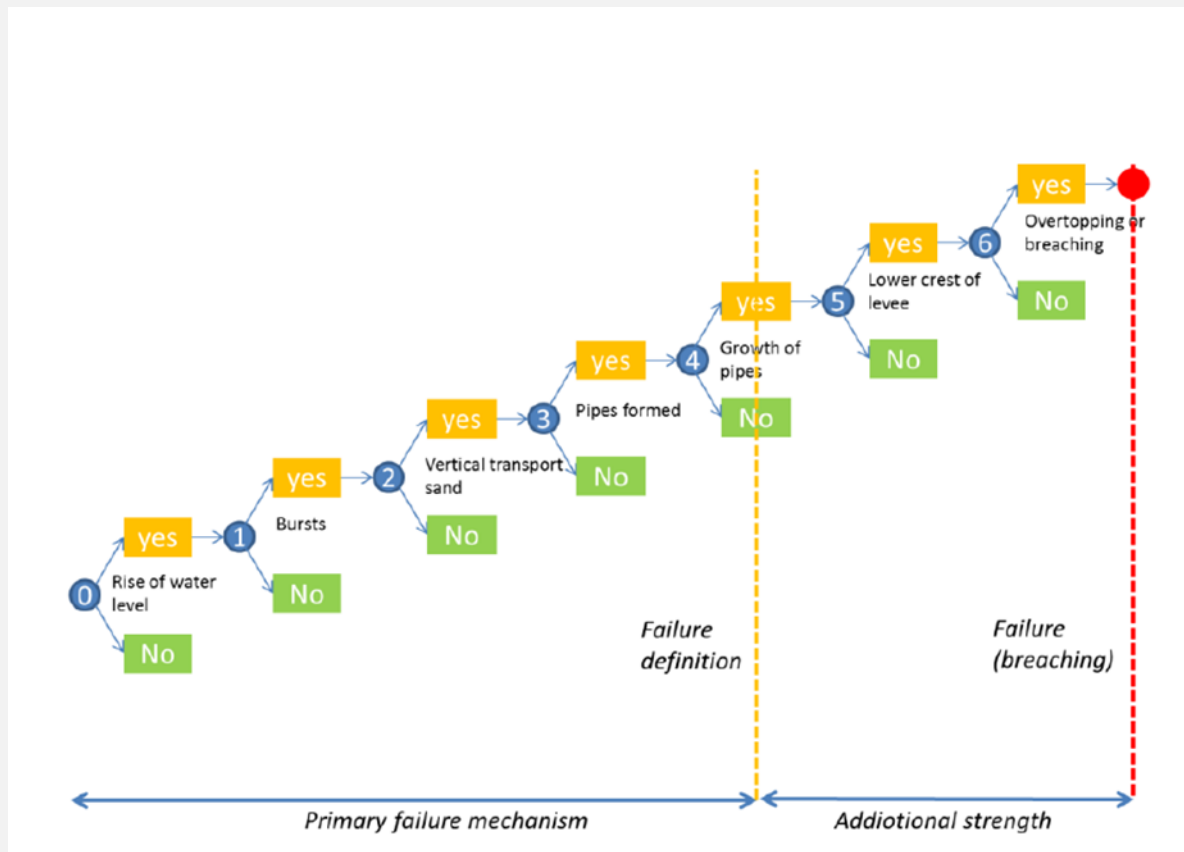 yes
Overtopping or
breaching
6
No
yes
Lower crest of
levee
5
No
yes
Growth of
pipes
4
No
yes
Pipes formed
3
No
yes
Vertical transport
sand
2
No
yes
Bursts
1
No
yes
Rise of water
level
0
No
Failure
definition
Failure
(breaching)
Primary failure mechanism
Addiotional strength